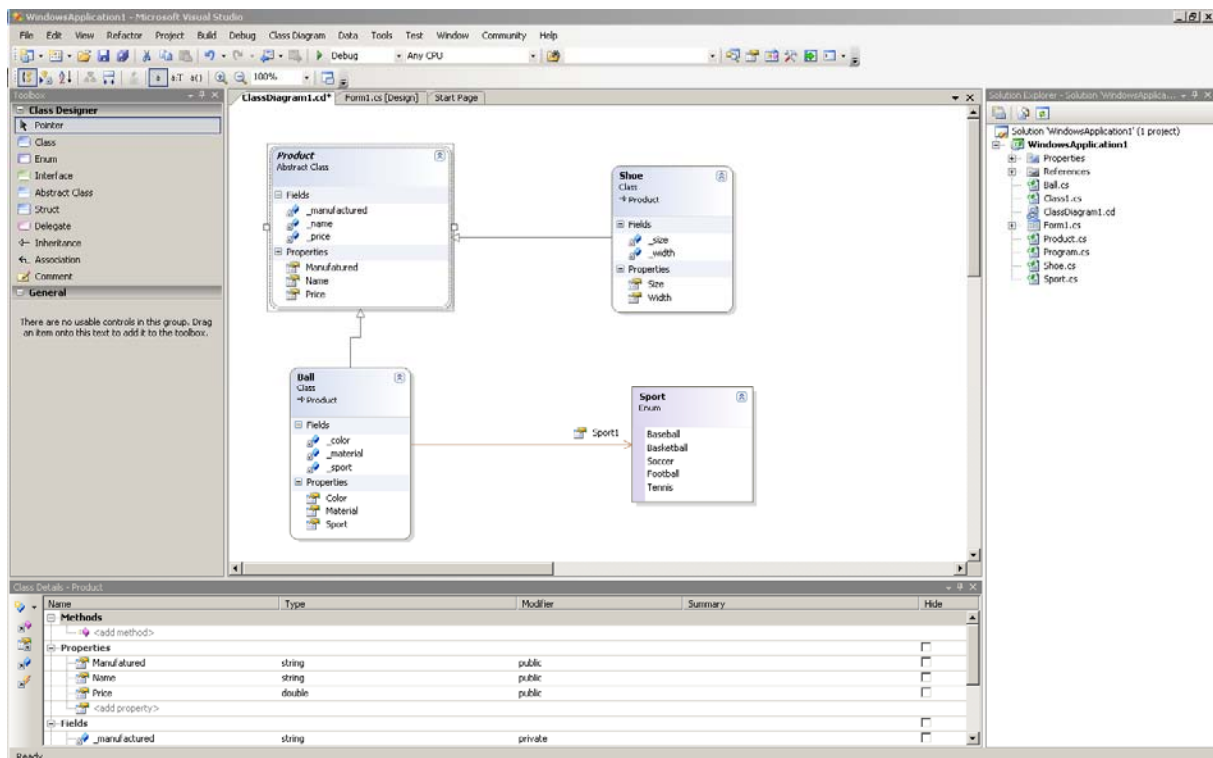 WindowsApplication1 - Microsoft Visual Studio
File Edit View Refactor Project Build Debug Class Diagram Data Tools Test Window Community Help
Debug Any CPU
100%
Toolbox
Class Designer
Pointer
Class
Enum
Interface
Abstract Class
Struct
Delegate
Inheritance
Association
Comment
General
There are no usable controls in this group. Drag
an item onto this text to add it to the toolbox.
ClassDiagram1.cd* Form1.cs [Design] Start Page
Product
Abstract Class
Fields
_manufactured
_name
_price
Properties
Manufatured
Name
Price
Shoe
Class
Product
Fields
_size
_width
Properties
Size
Width
Ball
Class
Product
Fields
_color
_material
_sport
Properties
Color
Material
Sport
Sport1
Sport
Enum
Baseball
Basketball
Soccer
Football
Tennis
Solution Explorer - Solution 'WindowsApplica...
Solution 'WindowsApplication1' (1 project)
WindowsApplication1
Properties
References
Ball.cs
Class1.cs
ClassDiagram1.cd
Form1.cs
Product.cs
Program.cs
Shoe.cs
Sport.cs
Class Details - Product
Name Type Modifier Summary Hide
Methods
<add method>
Properties
Manufatured string public
Name string public
Price double public
<add property>
Fields
_manufactured string private
Ready